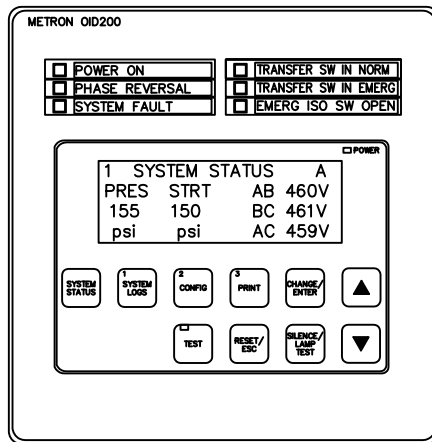 METRON OID200
POWER ON
PHASE REVERSAL
SYSTEM FAULT
TRANSFER SW IN NORM
TRANSFER SW IN EMERG
EMERG ISO SW OPEN
POWER
1 SYSTEM STATUS A
PRES STRT AB 460V
155 150 BC 461V
psi psi AC 459V
SYSTEM
STATUS
1
SYSTEM
LOGS
2
CONFIG
3
PRINT
CHANGE/
ENTER
TEST
RESET/
ESC
SILENCE/
LAMP
TEST